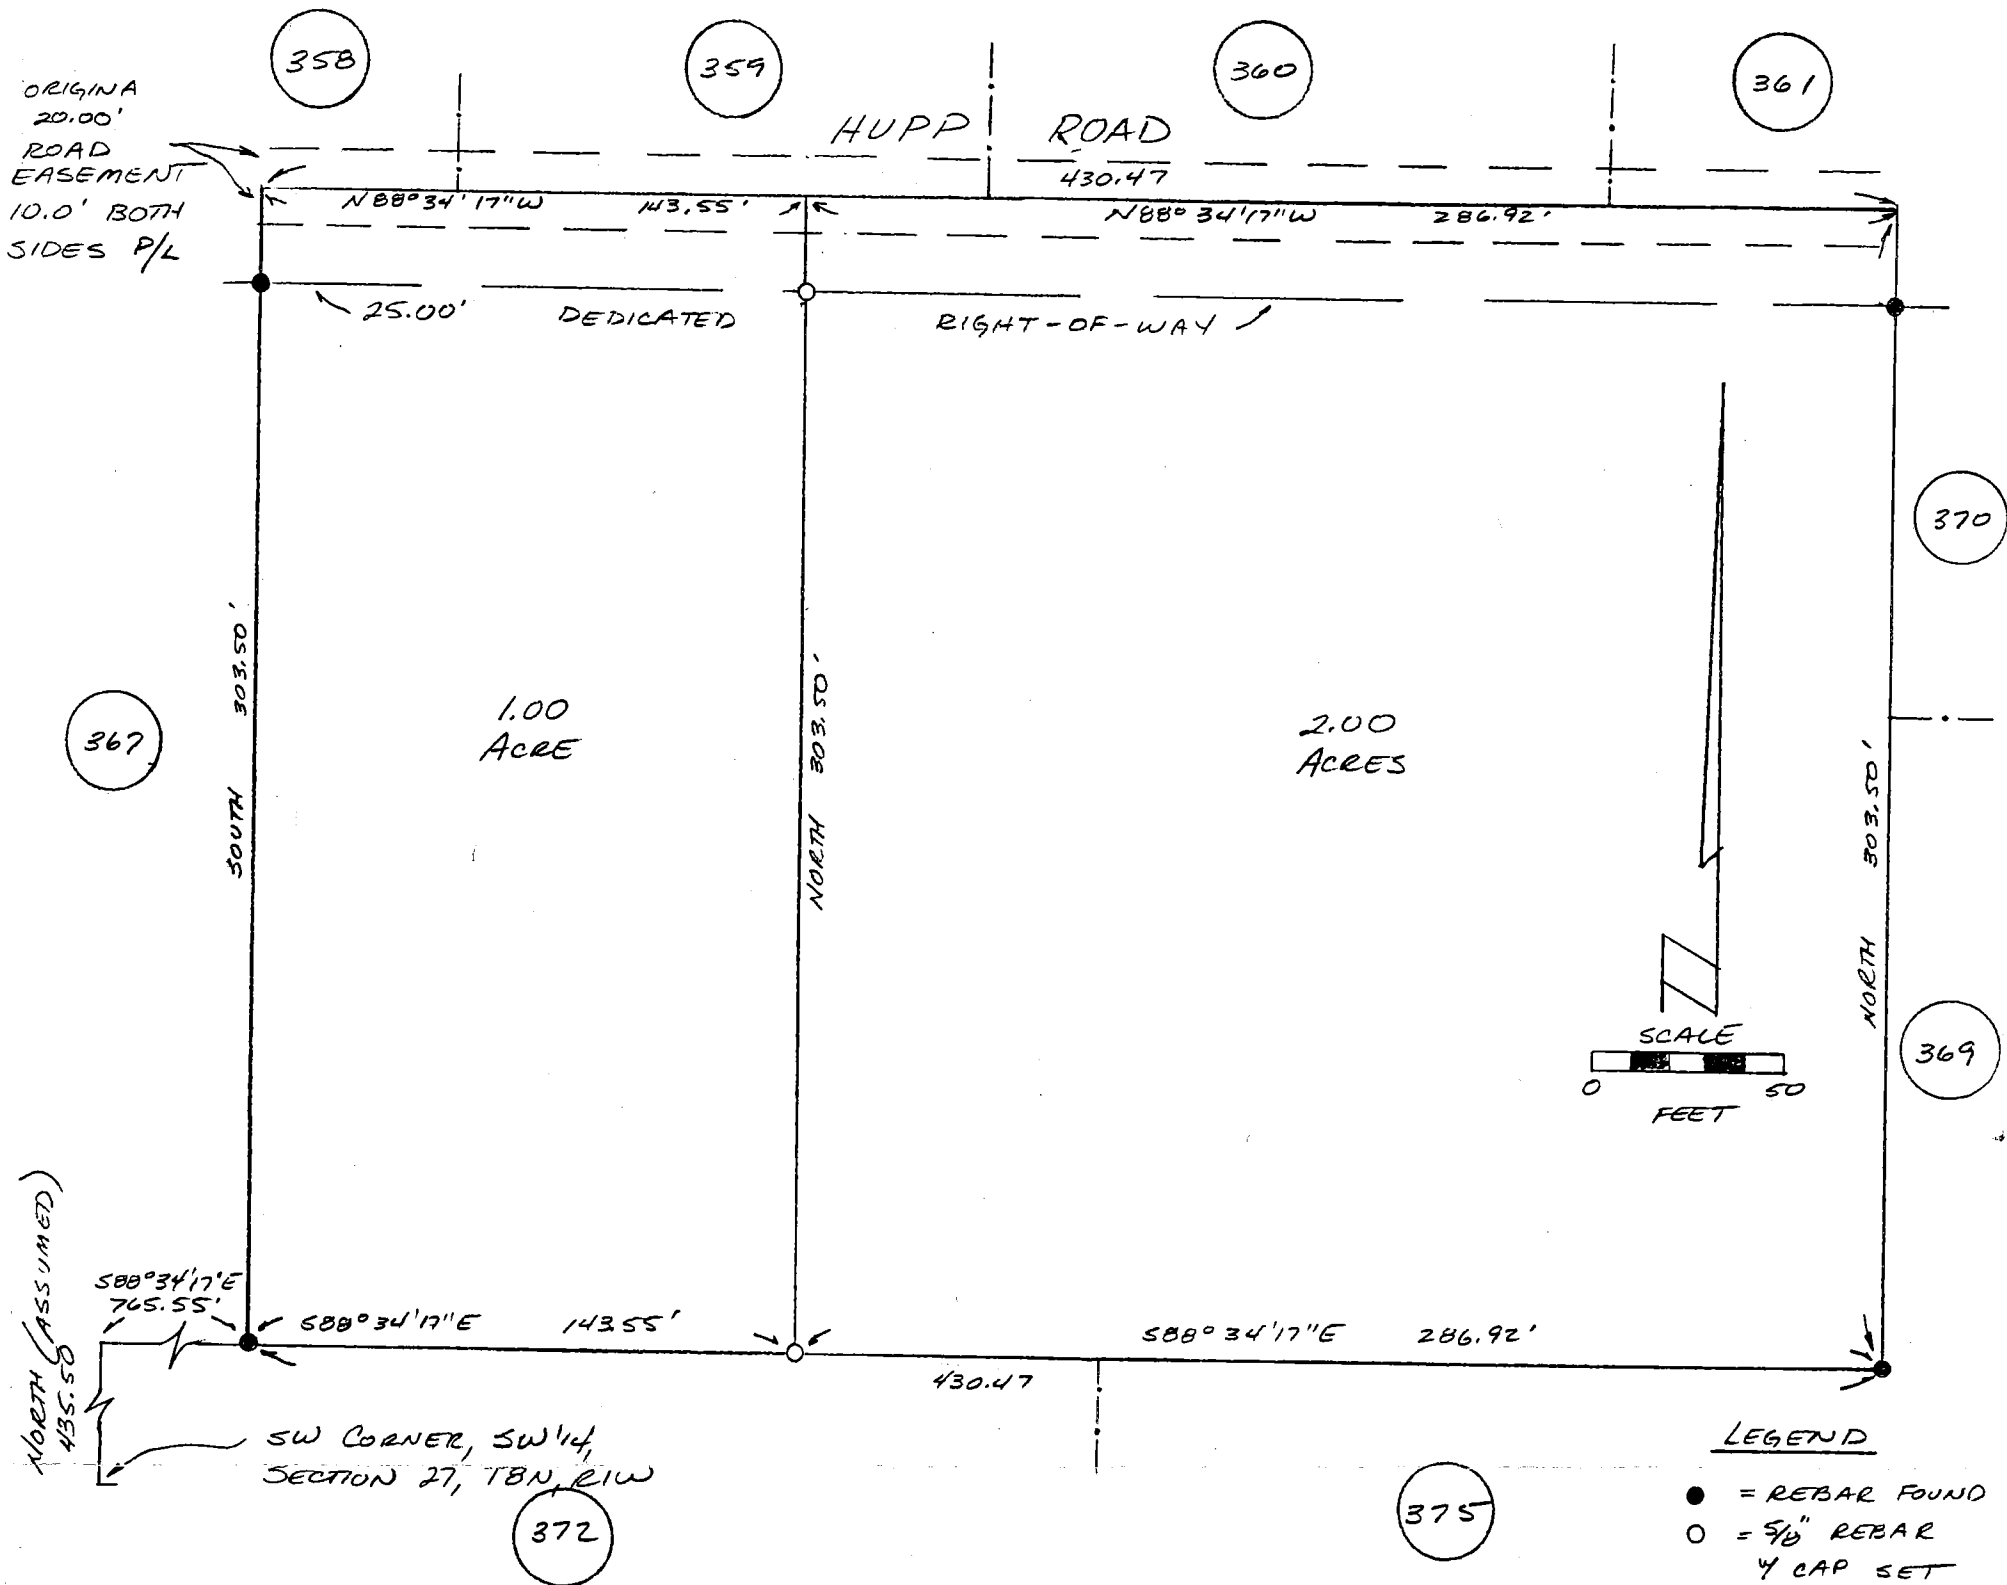 358
359
360
361
ORIGINA
20.00'
ROAD
EASEMENT
10.0' BOTH
SIDES P/L
HUPP ROAD
430.47
N88°34'17"W 143.55'
N88°34'17"W 286.92'
25.00' DEDICATED RIGHT-OF-WAY
370
SOUTH 303.50'
NORTH 303.50'
NORTH 303.50'
367
1.00
ACRE
2.00
ACRES
369
SCALE
0 50
FEET
NORTH (ASSUMED)
435.50
S88°34'17"E
765.55'
S88°34'17"E 143.55'
S88°34'17"E 286.92'
430.47
SW CORNER, SW 1/4,
SECTION 27, T8N, R1W
372
375
LEGEND
● = REBAR FOUND
○ = 5/8" REBAR
W/ CAP SET